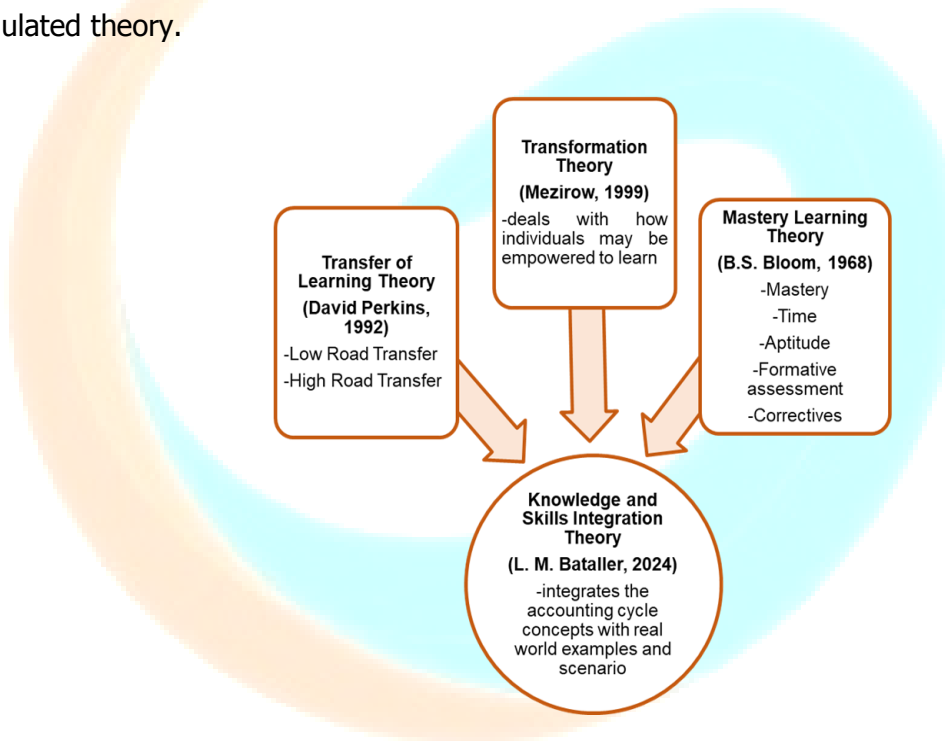 ulated theory.
Transfer of
Learning Theory
(David Perkins,
1992)
-Low Road Transfer
-High Road Transfer
Transformation
Theory
(Mezirow, 1999)
-deals with how
individuals may be
empowered to learn
Mastery Learning
Theory
(B.S. Bloom, 1968)
-Mastery
-Time
-Aptitude
-Formative
assessment
-Correctives
Knowledge and
Skills Integration
Theory
(L. M. Bataller, 2024)
-integrates the
accounting cycle
concepts with real
world examples and
scenario